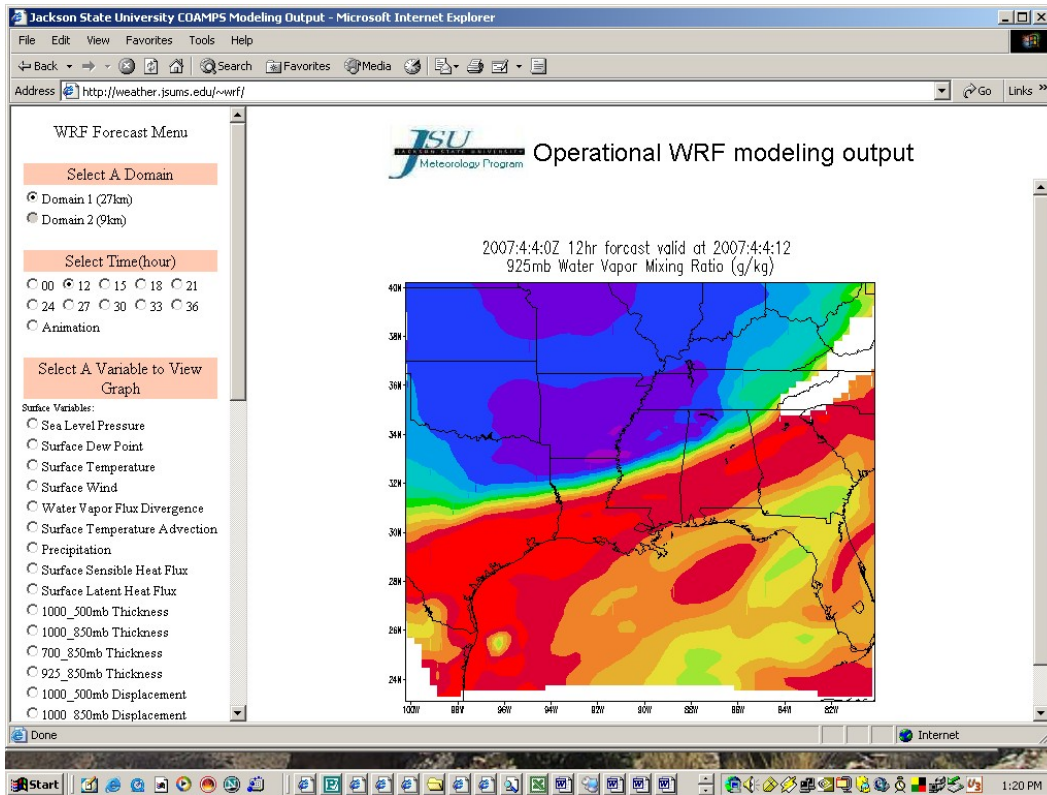 Jackson State University COAMPS Modeling Output - Microsoft Internet Explorer
File Edit View Favorites Tools Help
Back Search Favorites Media
Address http://weather.jsums.edu/~wrf/ Go Links »
WRF Forecast Menu
Select A Domain
Domain 1 (27km)
Domain 2 (9km)
Select Time(hour)
00 12 15 18 21
24 27 30 33 36
Animation
Select A Variable to View
Graph
Surface Variables:
Sea Level Pressure
Surface Dew Point
Surface Temperature
Surface Wind
Water Vapor Flux Divergence
Surface Temperature Advection
Precipitation
Surface Sensible Heat Flux
Surface Latent Heat Flux
1000_500mb Thickness
1000_850mb Thickness
700_850mb Thickness
925_850mb Thickness
1000_500mb Displacement
1000_850mb Displacement
JSU
JACKSON STATE UNIVERSITY
Meteorology Program
Operational WRF modeling output
2007:4:4:0Z 12hr forcast valid at 2007:4:4:12
925mb Water Vapor Mixing Ratio (g/kg)
40N
38N
36N
34N
32N
30N
28N
26N
24N
100W 98W 96W 94W 92W 90W 88W 86W 84W 82W
Done Internet
Start 1:20 PM